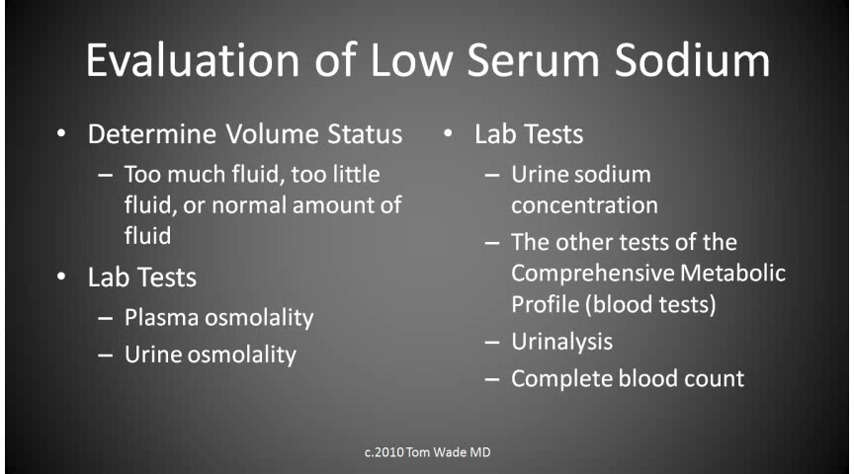 Evaluation of Low Serum Sodium
• Determine Volume Status
– Too much fluid, too little
fluid, or normal amount of
fluid
• Lab Tests
– Plasma osmolality
– Urine osmolality
• Lab Tests
– Urine sodium
concentration
– The other tests of the
Comprehensive Metabolic
Profile (blood tests)
– Urinalysis
– Complete blood count
c.2010 Tom Wade MD